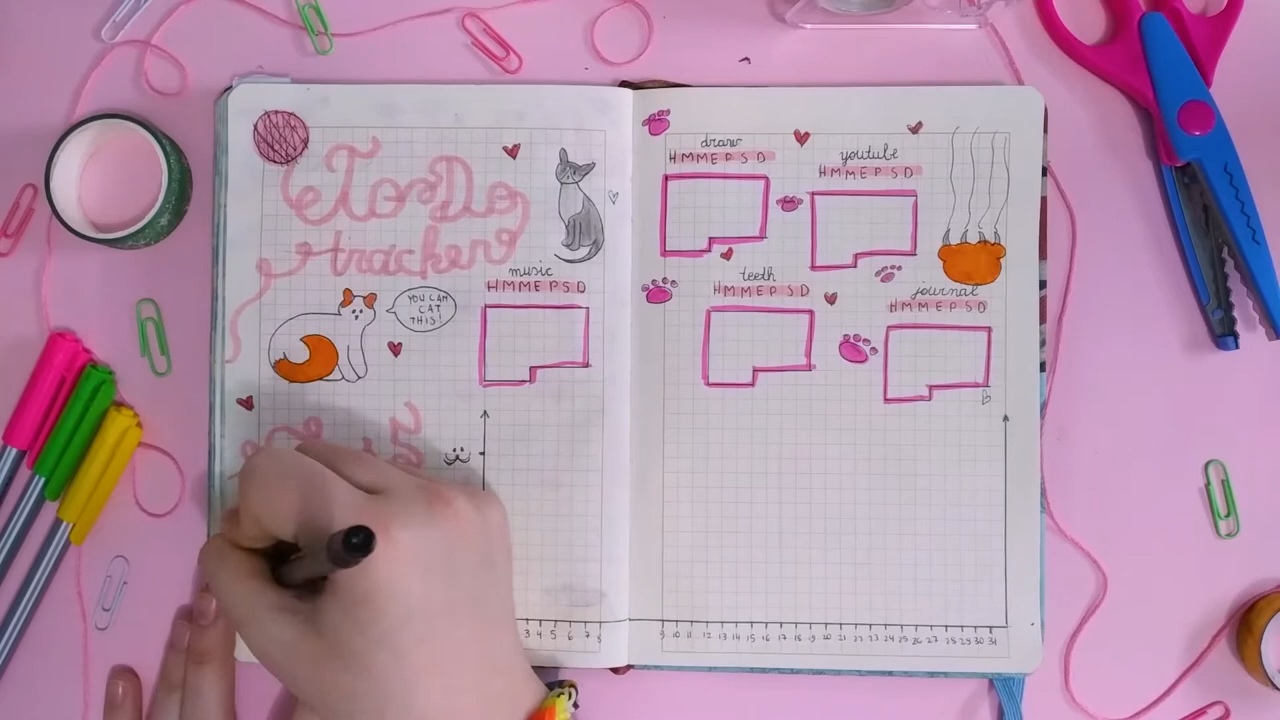 To Do
tracker
YOU CAN
CAT
THIS!
music
HMMEPSD
draw
HMMEPSD
youtube
HMMEPSD
teeth
HMMEPSD
journal
HMMEPSD
3 4 5 6 7 8
9 10 11 12 13 14 15 16 17 18 19 20 21 22 23 24 25 26 27 28 29 30 31